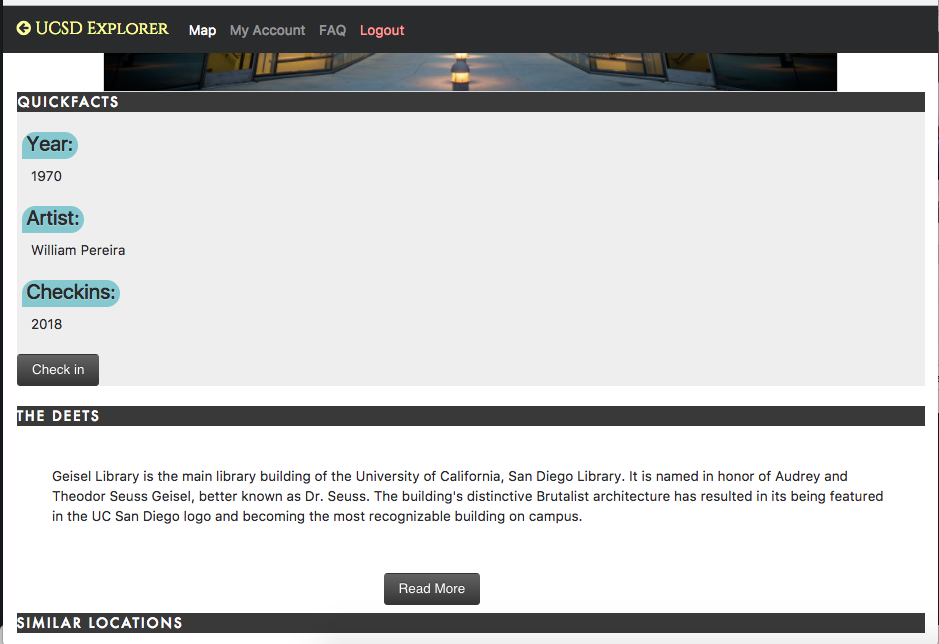 UCSD EXPLORER Map My Account FAQ Logout
QUICKFACTS
Year:
1970
Artist:
William Pereira
Checkins:
2018
Check in
THE DEETS
Geisel Library is the main library building of the University of California, San Diego Library. It is named in honor of Audrey and
Theodor Seuss Geisel, better known as Dr. Seuss. The building's distinctive Brutalist architecture has resulted in its being featured
in the UC San Diego logo and becoming the most recognizable building on campus.
Read More
SIMILAR LOCATIONS